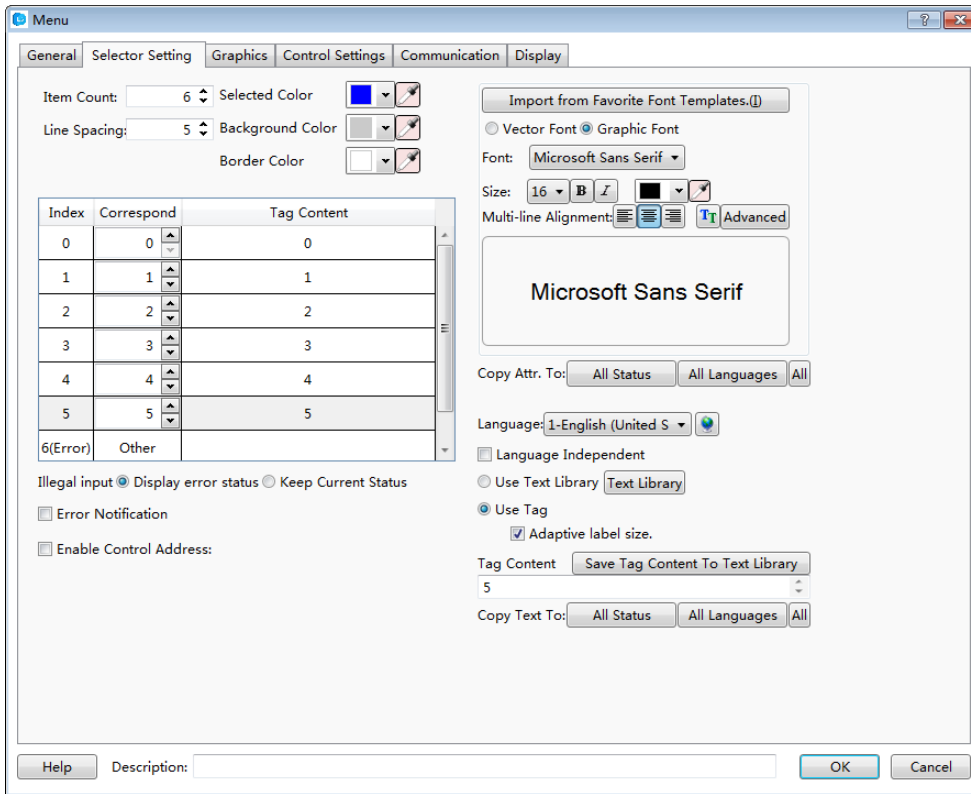 Menu
General Selector Setting Graphics Control Settings Communication Display
Item Count: 6 Selected Color
Line Spacing: 5 Background Color
Border Color
Index Correspond Tag Content
0 0 0
1 1 1
2 2 2
3 3 3
4 4 4
5 5 5
6(Error) Other
Illegal input Display error status Keep Current Status
Error Notification
Enable Control Address:
Import from Favorite Font Templates.(I)
Vector Font Graphic Font
Font: Microsoft Sans Serif
Size: 16 B I
Multi-line Alignment: TT Advanced
Microsoft Sans Serif
Copy Attr. To: All Status All Languages All
Language: 1-English (United S
Language Independent
Use Text Library Text Library
Use Tag
Adaptive label size.
Tag Content Save Tag Content To Text Library
5
Copy Text To: All Status All Languages All
Help Description: OK Cancel